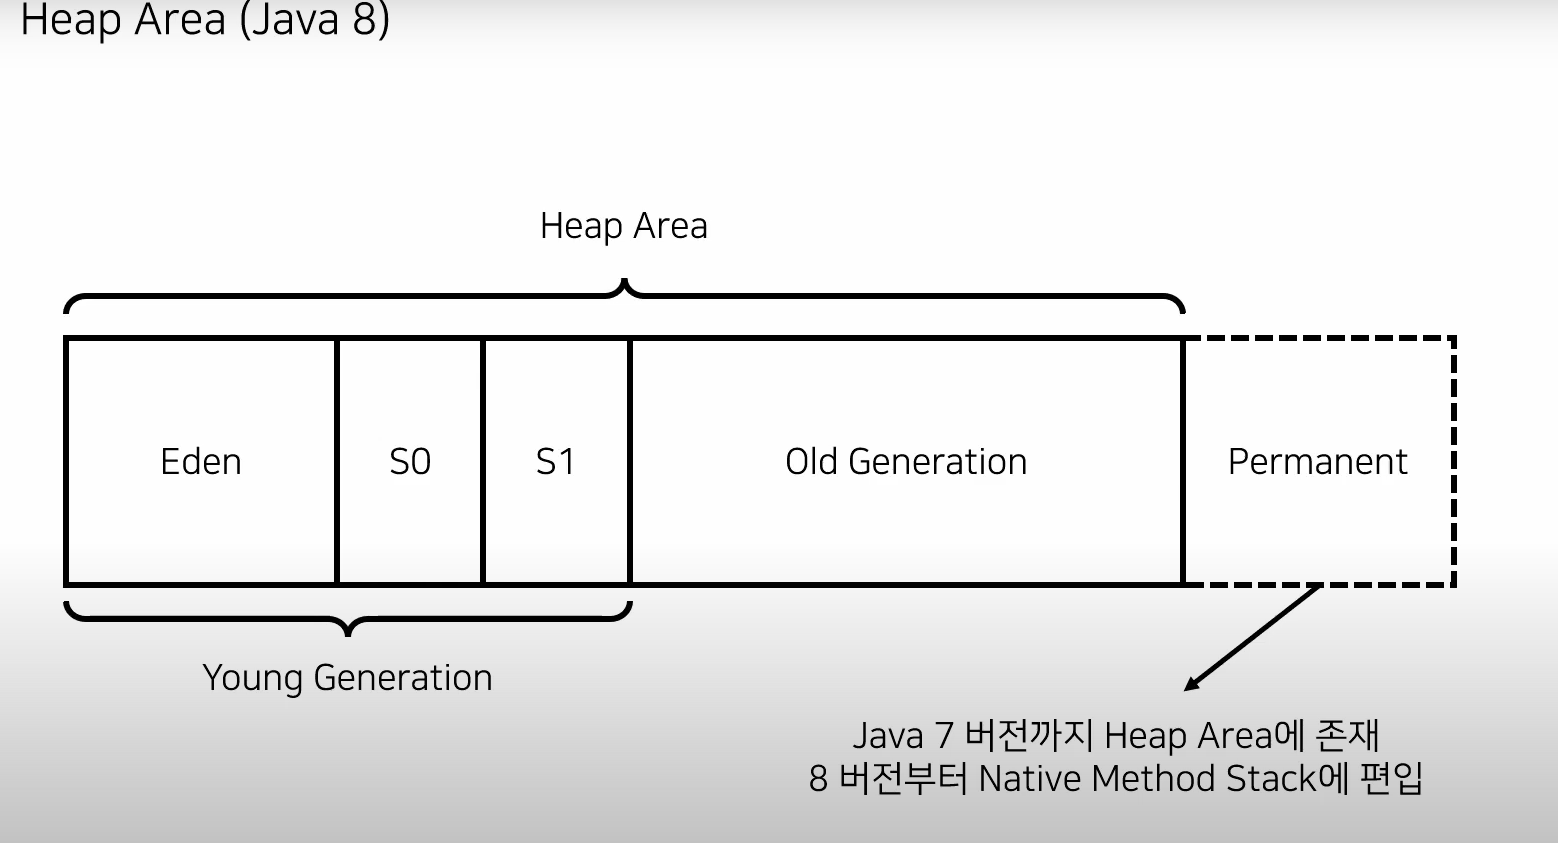 Heap Area (Java 8)
Heap Area
Eden
S0
S1
Old Generation
Permanent
Young Generation
Java 7 버전까지 Heap Area에 존재
8 버전부터 Native Method Stack에 편입